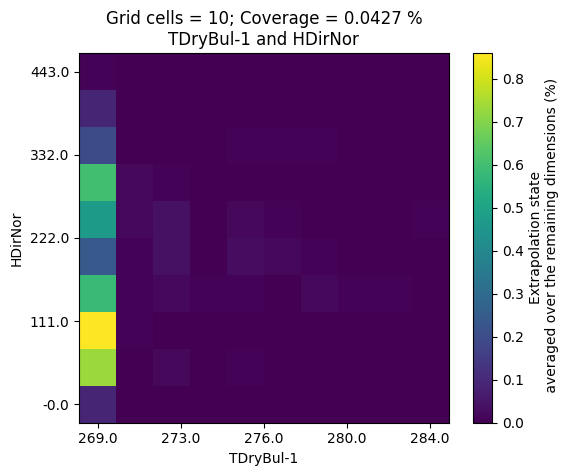 Grid cells = 10; Coverage = 0.0427 %
TDryBul-1 and HDirNor
443.0
332.0
222.0
111.0
-0.0
HDirNor
269.0 273.0 276.0 280.0 284.0
TDryBul-1
0.8
0.7
0.6
0.5
0.4
0.3
0.2
0.1
0.0
Extrapolation state
averaged over the remaining dimensions (%)